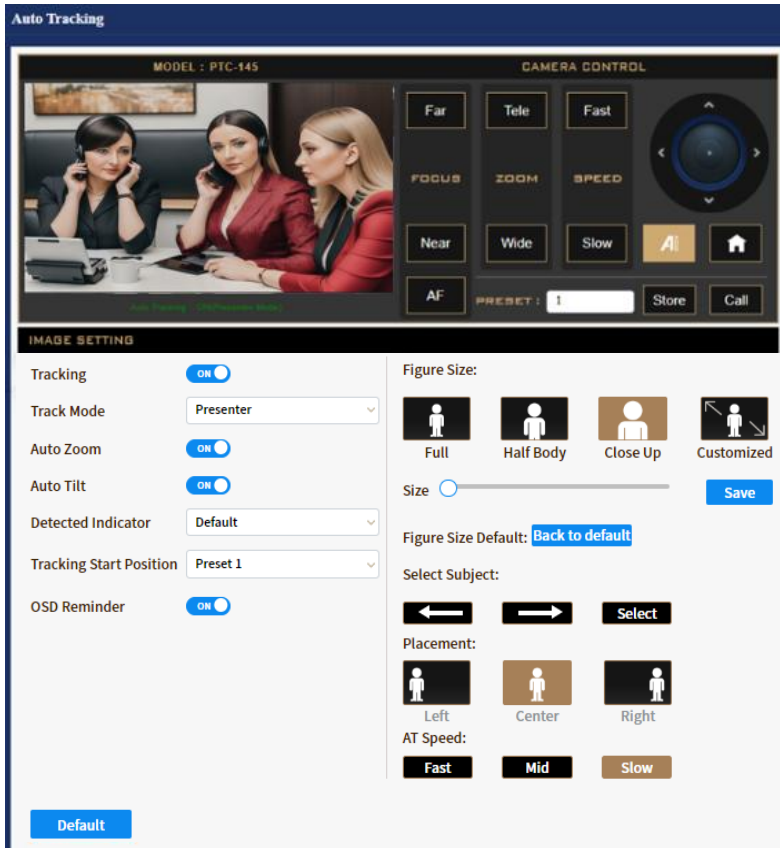 Auto Tracking
MODEL : PTC-145
CAMERA CONTROL
Far
Tele
Fast
FOCUS
ZOOM
SPEED
Near
Wide
Slow
AF
PRESET :
1
Store
Call
IMAGE SETTING
Tracking
ON
Track Mode
Presenter
Auto Zoom
ON
Auto Tilt
ON
Detected Indicator
Default
Tracking Start Position
Preset 1
OSD Reminder
ON
Default
Figure Size:
Full
Half Body
Close Up
Customized
Size
Save
Figure Size Default: Back to default
Select Subject:
Select
Placement:
Left
Center
Right
AT Speed:
Fast
Mid
Slow